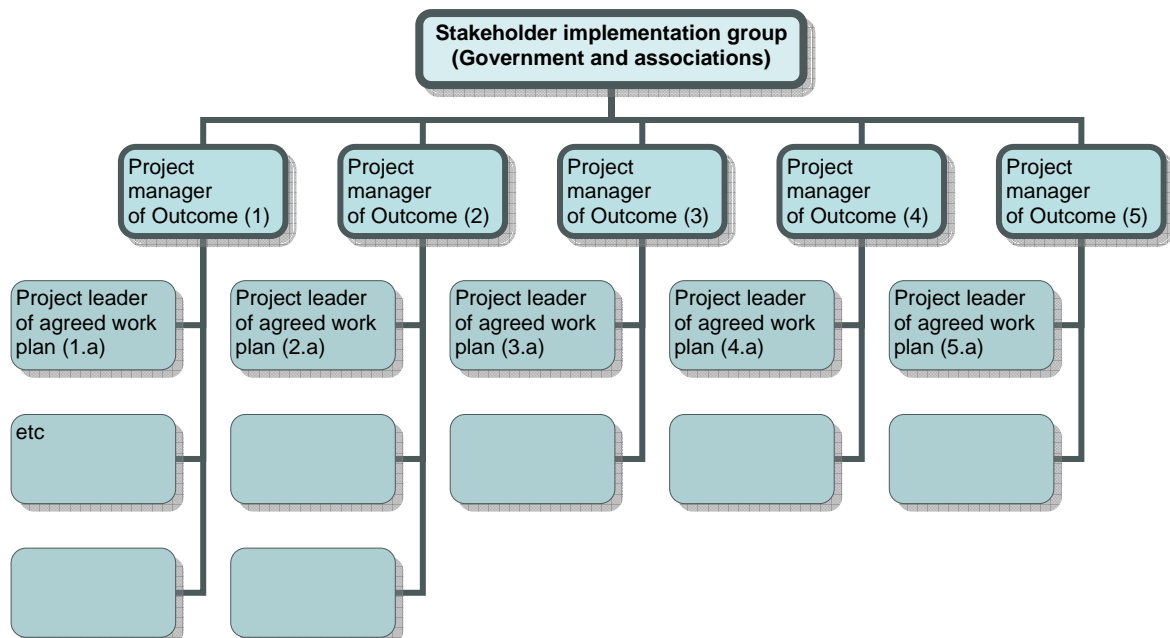 Stakeholder implementation group
(Government and associations)
Project
manager
of Outcome (1)
Project
manager
of Outcome (2)
Project
manager
of Outcome (3)
Project
manager
of Outcome (4)
Project
manager
of Outcome (5)
Project leader
of agreed work
plan (1.a)
Project leader
of agreed work
plan (2.a)
Project leader
of agreed work
plan (3.a)
Project leader
of agreed work
plan (4.a)
Project leader
of agreed work
plan (5.a)
etc